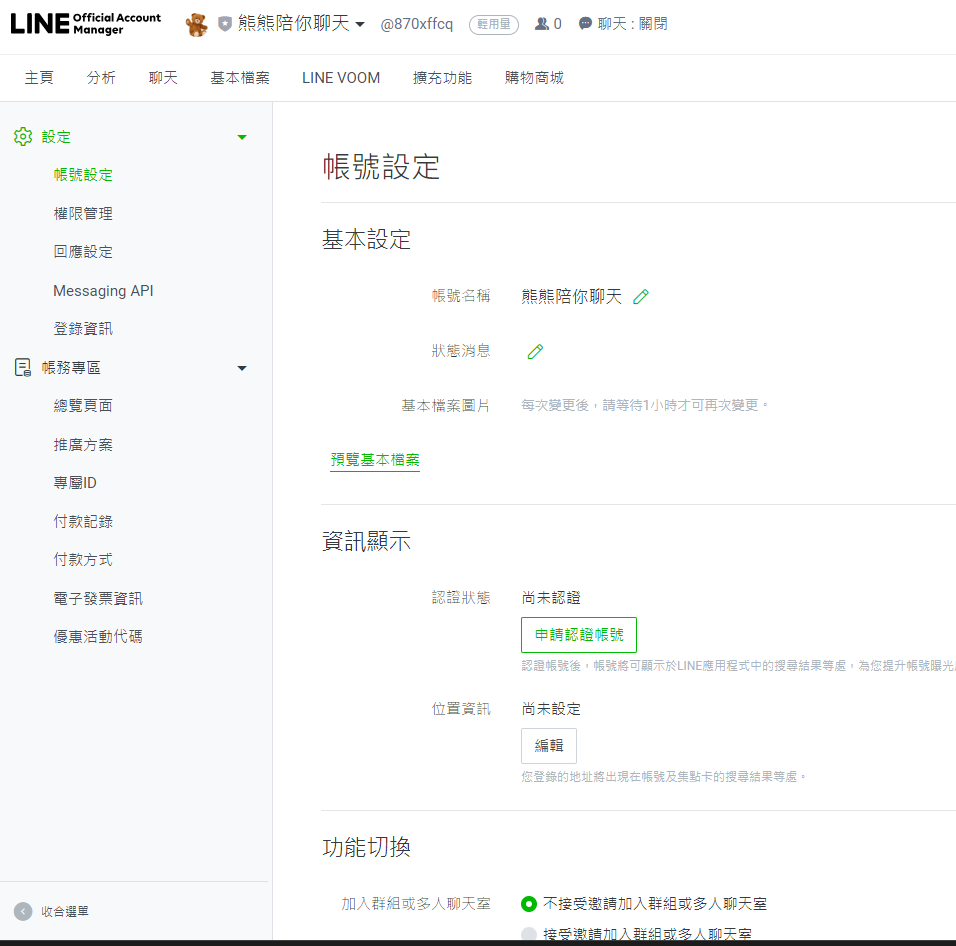 LINE Official Account Manager
熊熊陪你聊天 @870xffcq 輕用量 0 聊天 : 關閉
主頁 分析 聊天 基本檔案 LINE VOOM 擴充功能 購物商城
設定
帳號設定
權限管理
回應設定
Messaging API
登錄資訊
帳務專區
總覽頁面
推廣方案
專屬ID
付款記錄
付款方式
電子發票資訊
優惠活動代碼
收合選單
帳號設定
基本設定
帳號名稱 熊熊陪你聊天
狀態消息
基本檔案圖片 每次變更後，請等待1小時才可再次變更。
預覽基本檔案
資訊顯示
認證狀態 尚未認證
申請認證帳號
認證帳號後，帳號將可顯示於LINE應用程式中的搜尋結果等處，為您提升帳號曝光
位置資訊 尚未設定
編輯
您登錄的地址將出現在帳號及集點卡的搜尋結果等處。
功能切換
加入群組或多人聊天室 不接受邀請加入群組或多人聊天室
接受邀請加入群組或多人聊天室